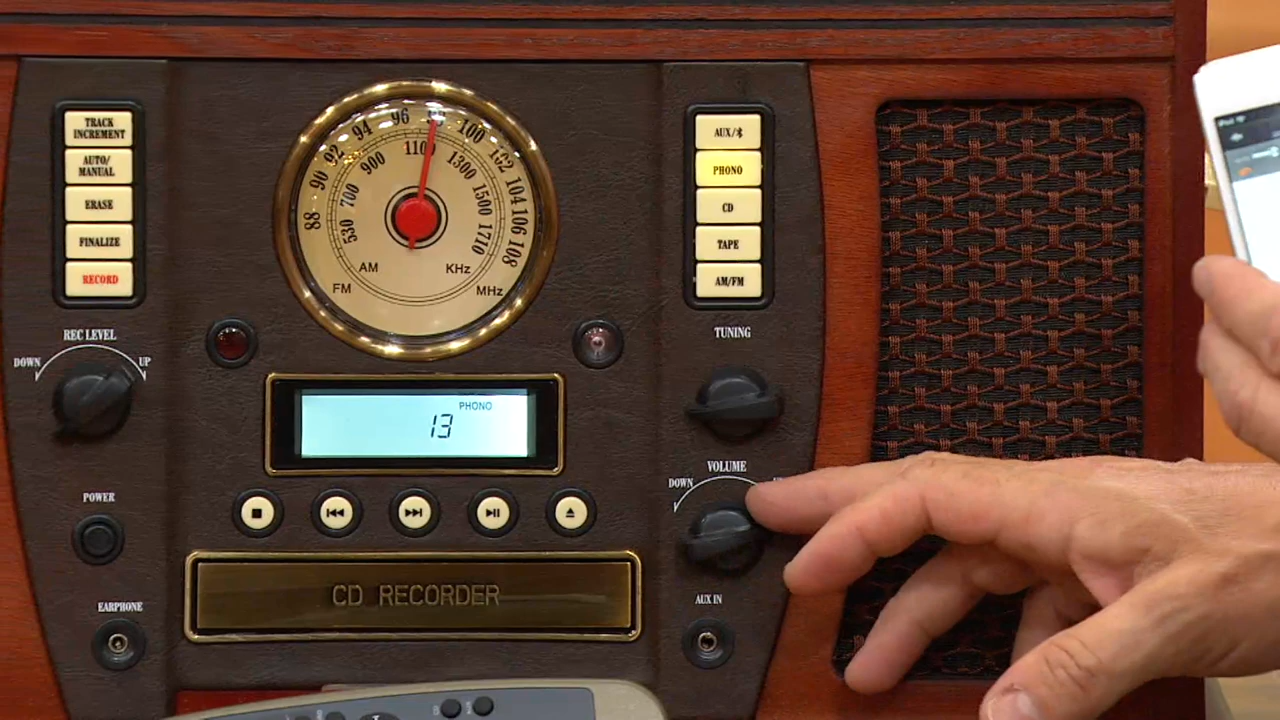 TRACK
INCREMENT
AUTO/
MANUAL
ERASE
FINALIZE
RECORD
REC LEVEL
DOWN
UP
POWER
EARPHONE
88
90
92
94
96
100
102
104
106
108
530
700
900
1100
1300
1500
1710
AM
KHz
FM
MHz
PHONO
13
CD RECORDER
AUX/
PHONO
CD
TAPE
AM/FM
TUNING
VOLUME
DOWN
AUX IN